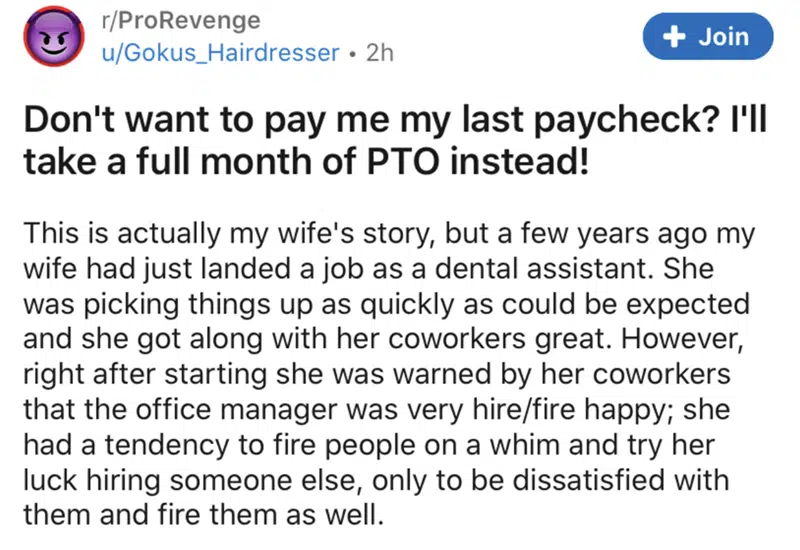 r/ProRevenge
u/Gokus_Hairdresser • 2h
+ Join
Don't want to pay me my last paycheck? I'll
take a full month of PTO instead!
This is actually my wife's story, but a few years ago my
wife had just landed a job as a dental assistant. She
was picking things up as quickly as could be expected
and she got along with her coworkers great. However,
right after starting she was warned by her coworkers
that the office manager was very hire/fire happy; she
had a tendency to fire people on a whim and try her
luck hiring someone else, only to be dissatisfied with
them and fire them as well.